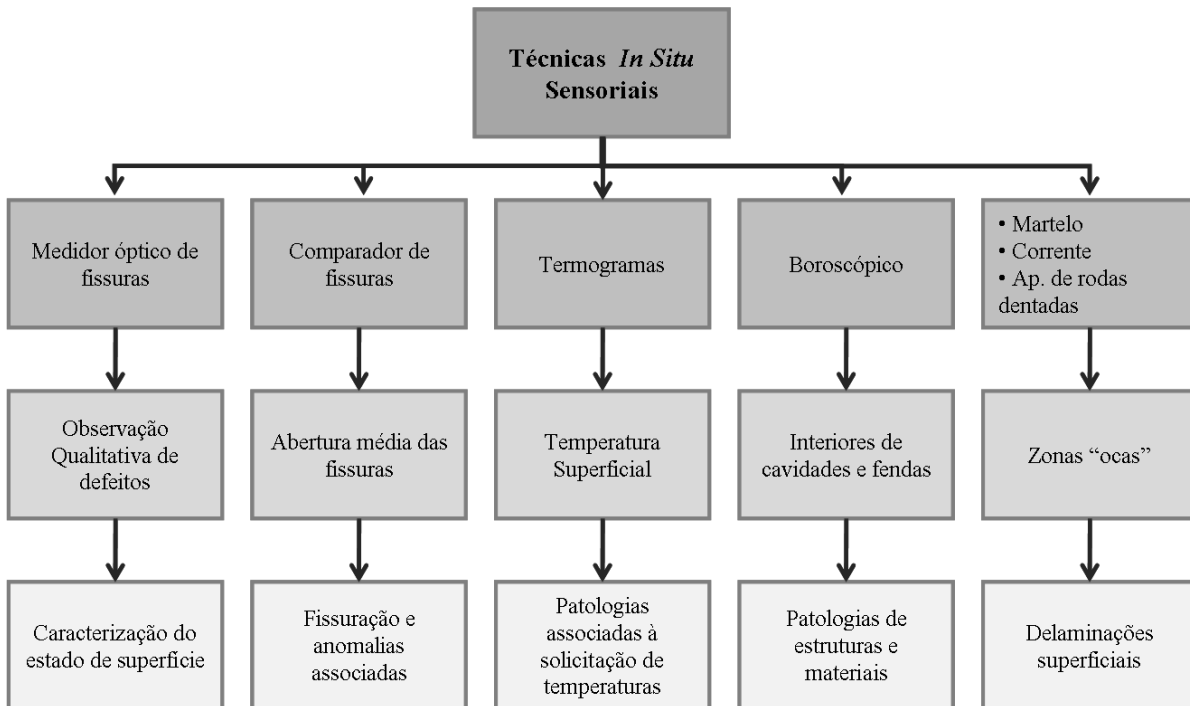 Técnicas In Situ
Sensoriais
Medidor óptico de
fissuras
Comparador de
fissuras
Termogramas
Boroscópico
• Martelo
• Corrente
• Ap. de rodas
dentadas
Observação
Qualitativa de
defeitos
Abertura média das
fissuras
Temperatura
Superficial
Interiores de
cavidades e fendas
Zonas “ocas”
Caracterização do
estado de superfície
Fissuração e
anomalias
associadas
Patologias
associadas à
solicitação de
temperaturas
Patologias de
estruturas e
materiais
Delaminações
superficiais